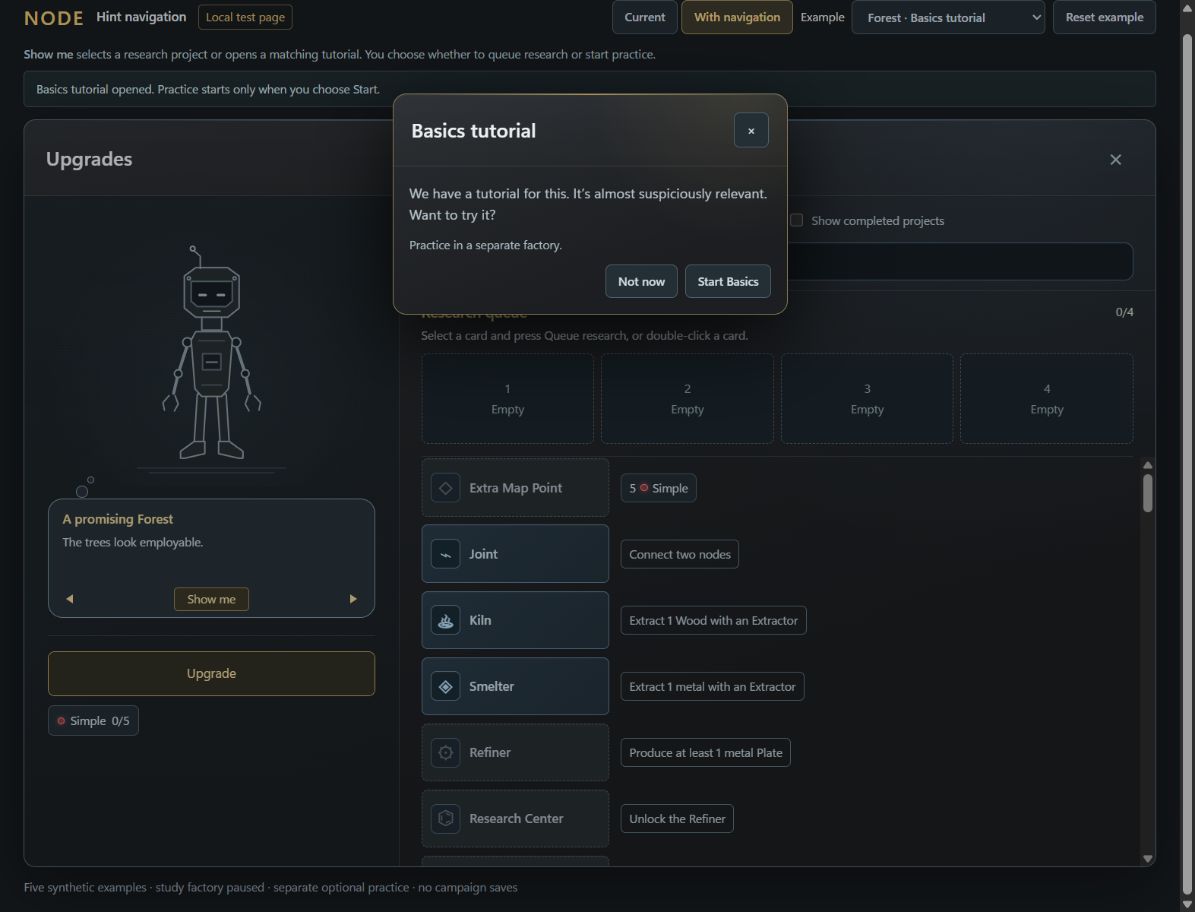 NODE Hint navigation Local test page Current With navigation Example Forest · Basics tutorial Reset example
Show me selects a research project or opens a matching tutorial. You choose whether to queue research or start practice.
Basics tutorial opened. Practice starts only when you choose Start.
Basics tutorial ×
We have a tutorial for this. It's almost suspiciously relevant.
Want to try it?
Practice in a separate factory.
Not now Start Basics
Upgrades ×
Show completed projects
A promising Forest
The trees look employable.
◀ Show me ▶
Upgrade
Simple 0/5
Research queue 0/4
Select a card and press Queue research, or double-click a card.
1 2 3 4
Empty Empty Empty Empty
Extra Map Point 5 Simple
Joint Connect two nodes
Kiln Extract 1 Wood with an Extractor
Smelter Extract 1 metal with an Extractor
Refiner Produce at least 1 metal Plate
Research Center Unlock the Refiner
Five synthetic examples · study factory paused · separate optional practice · no campaign saves